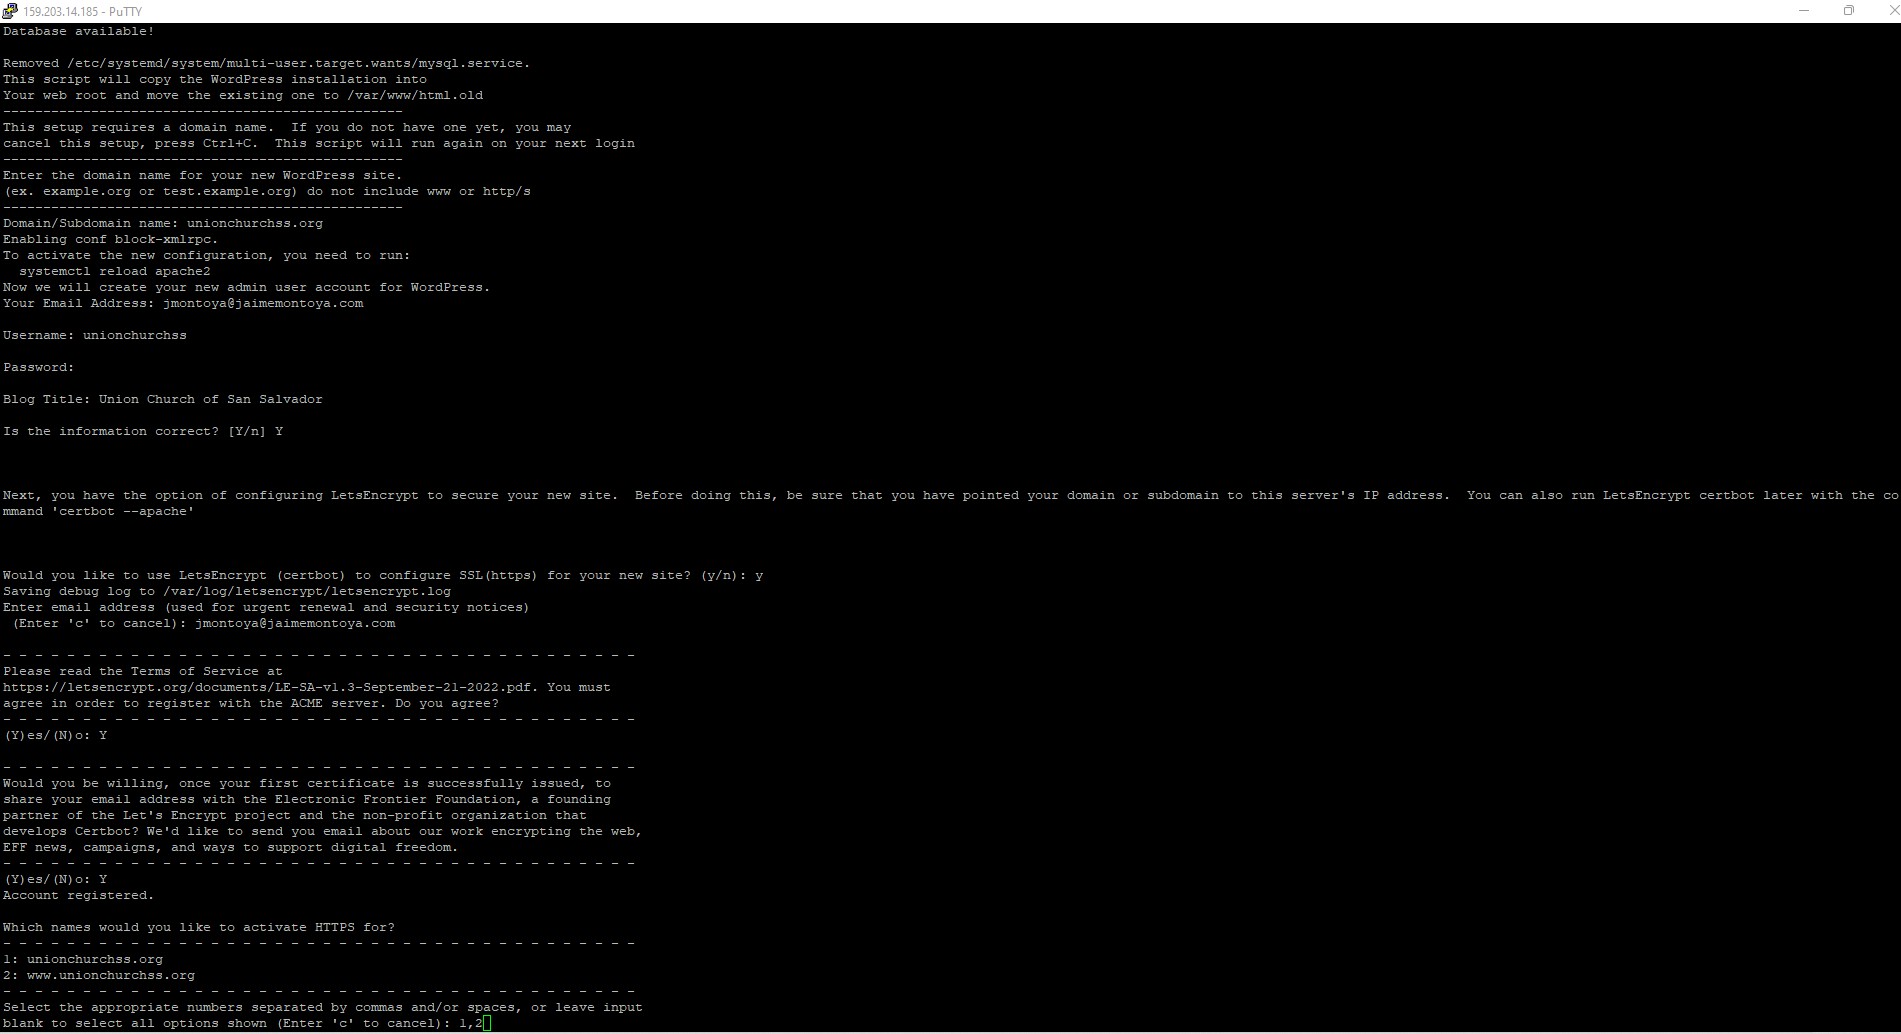 159.203.14.185 - PuTTY
Database available!
Removed /etc/systemd/system/multi-user.target.wants/mysql.service.
This script will copy the WordPress installation into
Your web root and move the existing one to /var/www/html.old
--------------------------------------------------
This setup requires a domain name.  If you do not have one yet, you may
cancel this setup, press Ctrl+C.  This script will run again on your next login
--------------------------------------------------
Enter the domain name for your new WordPress site.
(ex. example.org or test.example.org) do not include www or http/s
--------------------------------------------------
Domain/Subdomain name: unionchurchss.org
Enabling conf block-xmlrpc.
To activate the new configuration, you need to run:
  systemctl reload apache2
Now we will create your new admin user account for WordPress.
Your Email Address: jmontoya@jaimemontoya.com
Username: unionchurchss
Password:
Blog Title: Union Church of San Salvador
Is the information correct? [Y/n] Y
Next, you have the option of configuring LetsEncrypt to secure your new site.  Before doing this, be sure that you have pointed your domain or subdomain to this server's IP address.  You can also run LetsEncrypt certbot later with the co
mmand 'certbot --apache'
Would you like to use LetsEncrypt (certbot) to configure SSL(https) for your new site? (y/n): y
Saving debug log to /var/log/letsencrypt/letsencrypt.log
Enter email address (used for urgent renewal and security notices)
 (Enter 'c' to cancel): jmontoya@jaimemontoya.com
- - - - - - - - - - - - - - - - - - - - - - - - - - - - - - - - - - - - - - - -
Please read the Terms of Service at
https://letsencrypt.org/documents/LE-SA-v1.3-September-21-2022.pdf. You must
agree in order to register with the ACME server. Do you agree?
- - - - - - - - - - - - - - - - - - - - - - - - - - - - - - - - - - - - - - - -
(Y)es/(N)o: Y
- - - - - - - - - - - - - - - - - - - - - - - - - - - - - - - - - - - - - - - -
Would you be willing, once your first certificate is successfully issued, to
share your email address with the Electronic Frontier Foundation, a founding
partner of the Let's Encrypt project and the non-profit organization that
develops Certbot? We'd like to send you email about our work encrypting the web,
EFF news, campaigns, and ways to support digital freedom.
- - - - - - - - - - - - - - - - - - - - - - - - - - - - - - - - - - - - - - - -
(Y)es/(N)o: Y
Account registered.
Which names would you like to activate HTTPS for?
- - - - - - - - - - - - - - - - - - - - - - - - - - - - - - - - - - - - - - - -
1: unionchurchss.org
2: www.unionchurchss.org
- - - - - - - - - - - - - - - - - - - - - - - - - - - - - - - - - - - - - - - -
Select the appropriate numbers separated by commas and/or spaces, or leave input
blank to select all options shown (Enter 'c' to cancel): 1,2